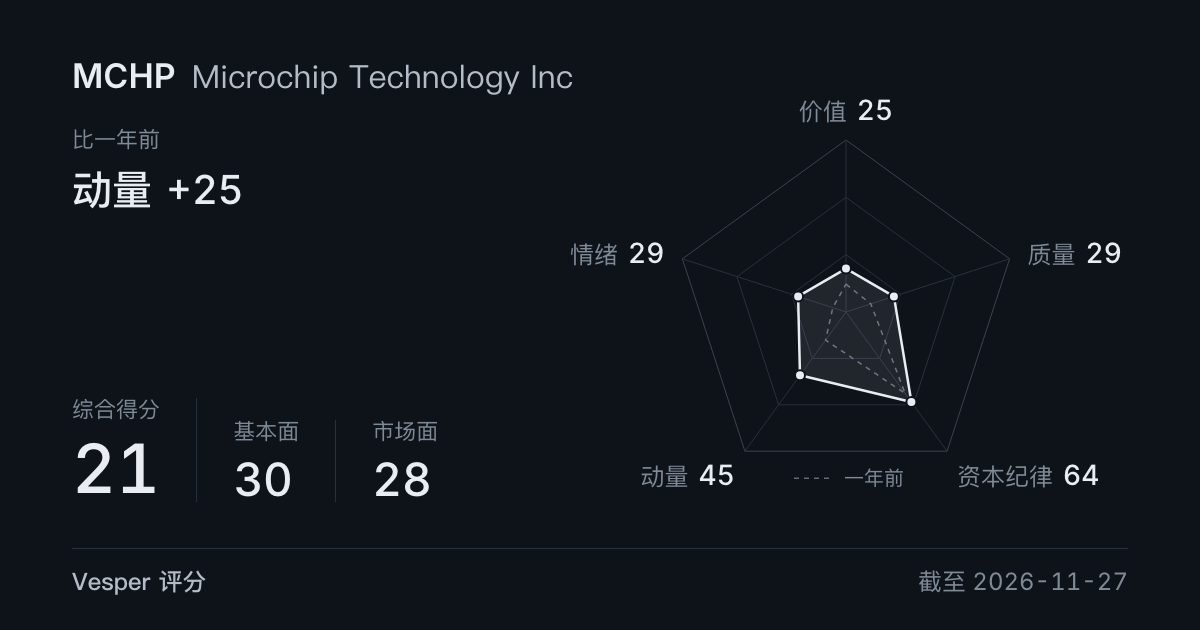 MCHP Microchip Technology Inc
比一年前
动量 +25
价值 25
情绪 29
质量 29
动量 45
---- 一年前
资本纪律 64
综合得分
21
基本面
30
市场面
28
Vesper 评分
截至 2026-11-27